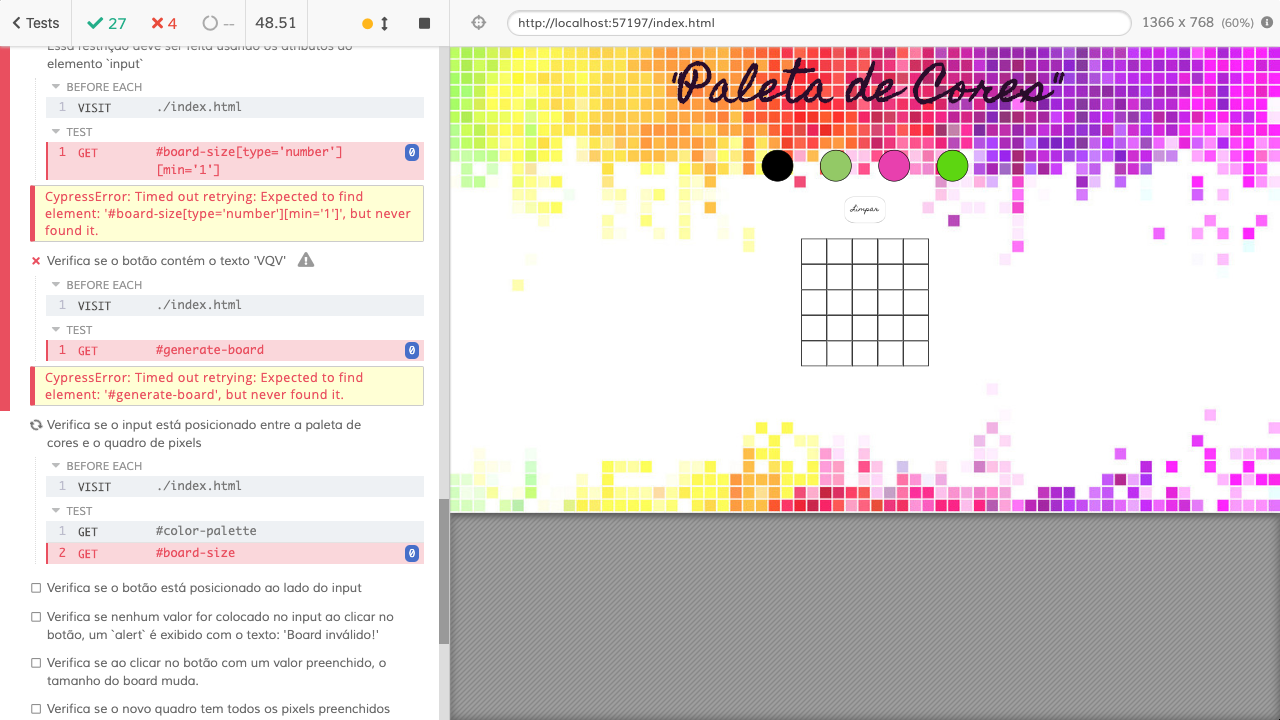 Tests
27
4
--
48.51
http://localhost:57197/index.html
1366 x 768 (60%)
Essa restrição deve ser feita usando os atributos do
elemento `input`
BEFORE EACH
1 VISIT ./index.html
TEST
1 GET #board-size[type='number']
[min='1']
0
CypressError: Timed out retrying: Expected to find
element: '#board-size[type='number'][min='1']', but never
found it.
Verifica se o botão contém o texto 'VQV'
BEFORE EACH
1 VISIT ./index.html
TEST
1 GET #generate-board 0
CypressError: Timed out retrying: Expected to find
element: '#generate-board', but never found it.
Verifica se o input está posicionado entre a paleta de
cores e o quadro de pixels
BEFORE EACH
1 VISIT ./index.html
TEST
1 GET #color-palette
2 GET #board-size 0
Verifica se o botão está posicionado ao lado do input
Verifica se nenhum valor for colocado no input ao clicar no
botão, um `alert` é exibido com o texto: 'Board inválido!'
Verifica se ao clicar no botão com um valor preenchido, o
tamanho do board muda.
Verifica se o novo quadro tem todos os pixels preenchidos
"Paleta de Cores"
Limpar